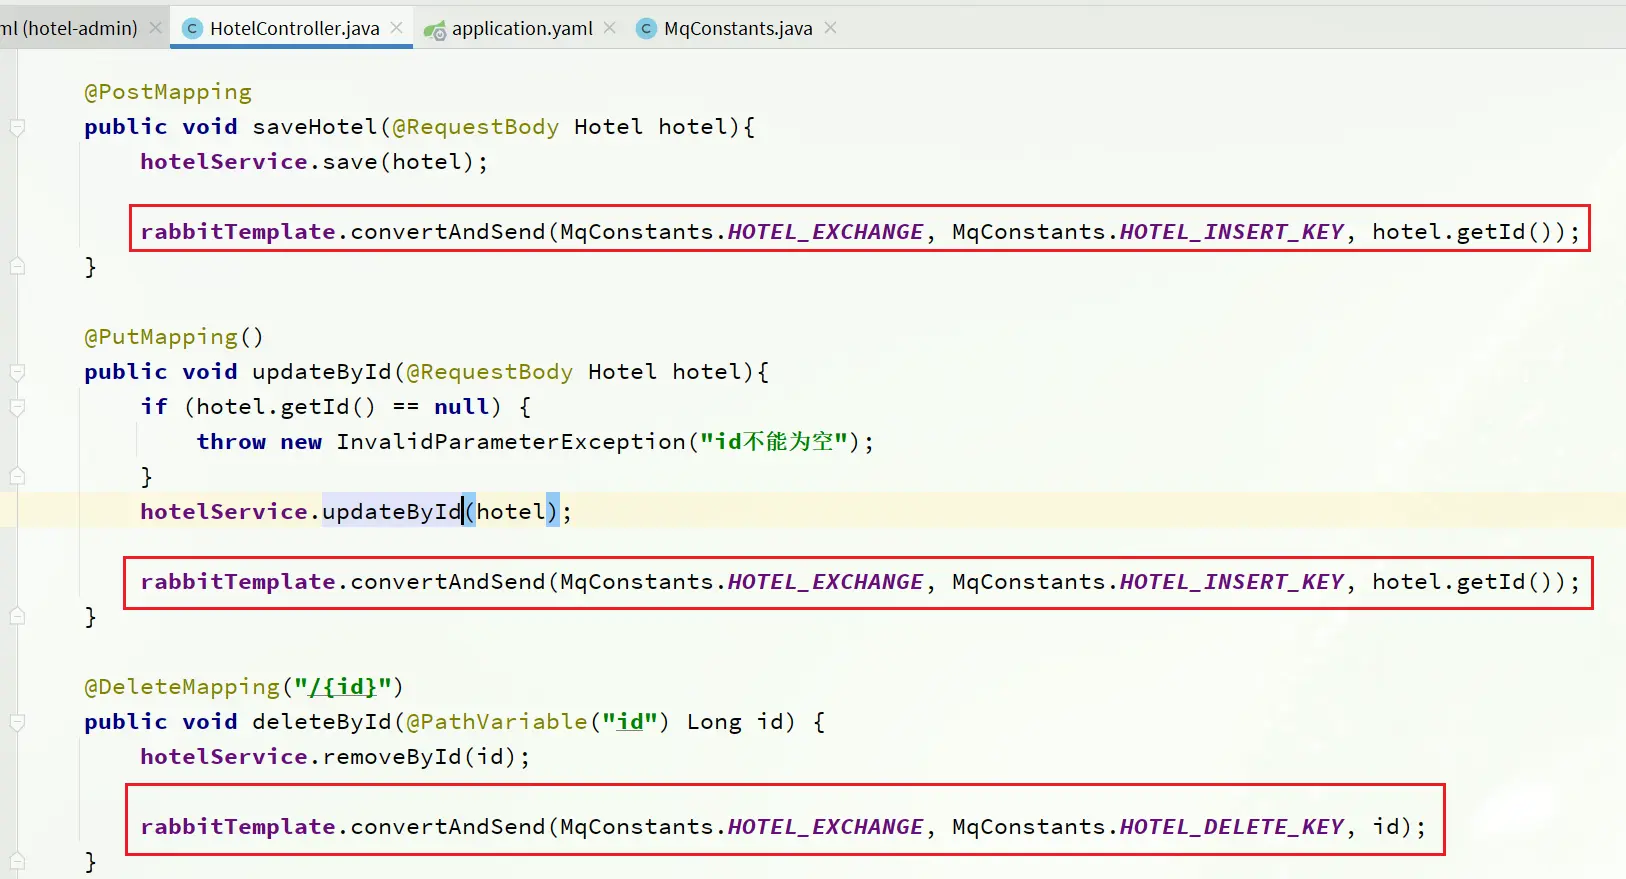 ml (hotel-admin) HotelController.java application.yaml MqConstants.java
@PostMapping
public void saveHotel(@RequestBody Hotel hotel){
hotelService.save(hotel);
rabbitTemplate.convertAndSend(MqConstants.HOTEL_EXCHANGE, MqConstants.HOTEL_INSERT_KEY, hotel.getId());
}
@PutMapping()
public void updateById(@RequestBody Hotel hotel){
if (hotel.getId() == null) {
throw new InvalidParameterException("id不能为空");
}
hotelService.updateById(hotel);
rabbitTemplate.convertAndSend(MqConstants.HOTEL_EXCHANGE, MqConstants.HOTEL_INSERT_KEY, hotel.getId());
}
@DeleteMapping("/{id}")
public void deleteById(@PathVariable("id") Long id) {
hotelService.removeById(id);
rabbitTemplate.convertAndSend(MqConstants.HOTEL_EXCHANGE, MqConstants.HOTEL_DELETE_KEY, id);
}